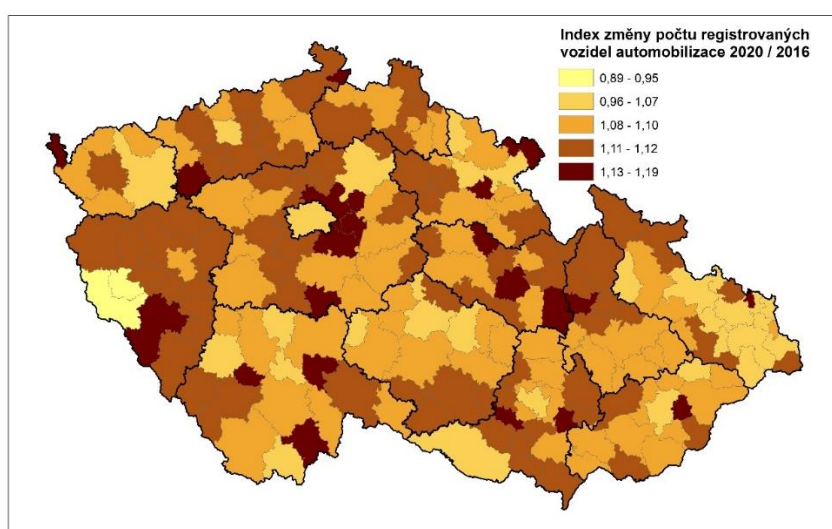 Index změny počtu registrovaných
vozidel automobilizace 2020 / 2016
0,89 - 0,95
0,96 - 1,07
1,08 - 1,10
1,11 - 1,12
1,13 - 1,19